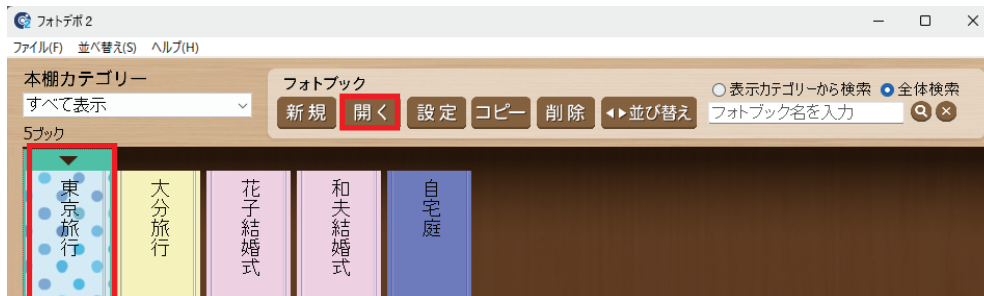 フォトデポ2
ファイル(F) 並べ替え(S) ヘルプ(H)
本棚カテゴリー
すべて表示
5ブック
フォトブック
新規 開く 設定 コピー 削除 並び替え
表示カテゴリーから検索 全体検索
フォトブック名を入力
東京旅行
大分旅行
花子結婚式
和夫結婚式
自宅庭